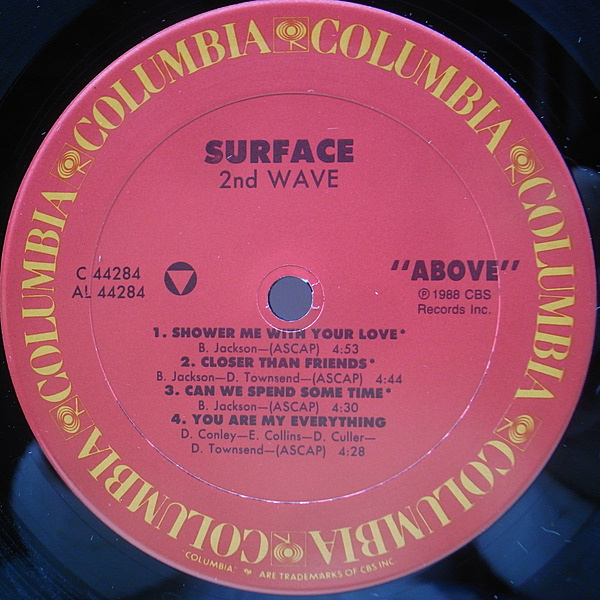 COLUMBIA COLUMBIA COLUMBIA COLUMBIA COLUMBIA COLUMBIA COLUMBIA
SURFACE
2nd WAVE
C 44284
AL 44284
"ABOVE"
℗ 1988 CBS
Records Inc.
1. SHOWER ME WITH YOUR LOVE*
B. Jackson—(ASCAP) 4:53
2. CLOSER THAN FRIENDS*
B. Jackson—D. Townsend—(ASCAP) 4:44
3. CAN WE SPEND SOME TIME*
B. Jackson—(ASCAP) 4:30
4. YOU ARE MY EVERYTHING
D. Conley—E. Collins—D. Culler—
D. Townsend—(ASCAP) 4:28
COLUMBIA, ARE TRADEMARKS OF CBS INC.